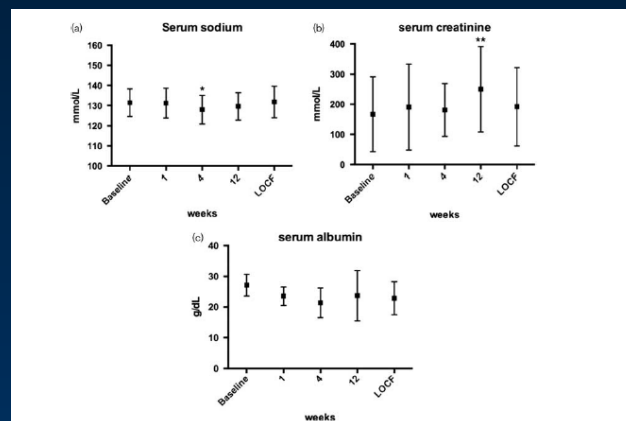 (a) Serum sodium
mmol/L
160
150
140
130
120
110
100
*
Baseline 1 4 12 LOCF
weeks
(b) serum creatinine
mmol/L
400
300
200
100
0
**
Baseline 1 4 12 LOCF
weeks
(c) serum albumin
g/dL
40
30
20
10
0
Baseline 1 4 12 LOCF
weeks